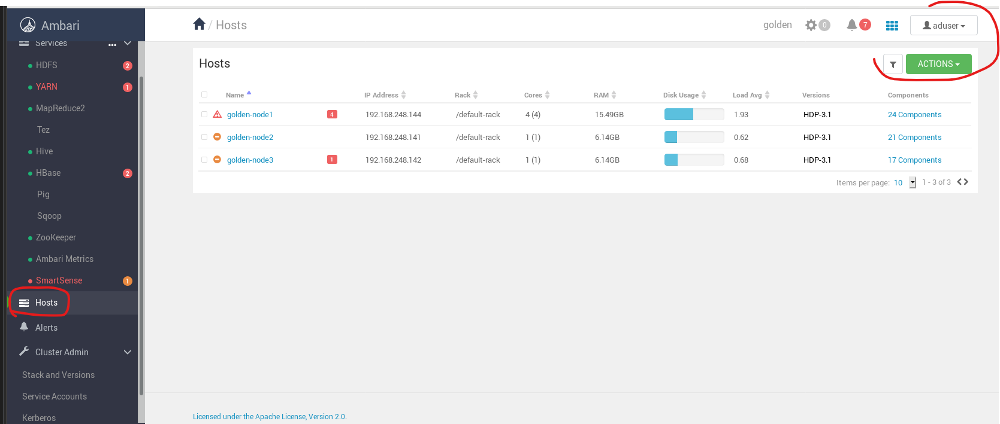 Ambari
/ Hosts
golden
0
7
aduser
Services ...
HDFS 2
YARN 1
MapReduce2
Tez
Hive
HBase 2
Pig
Sqoop
ZooKeeper
Ambari Metrics
SmartSense 1
Hosts
Alerts
Cluster Admin
Stack and Versions
Service Accounts
Kerberos
Hosts
ACTIONS
Name IP Address Rack Cores RAM Disk Usage Load Avg Versions Components
golden-node1 4 192.168.248.144 /default-rack 4 (4) 15.49GB 1.93 HDP-3.1 24 Components
golden-node2 192.168.248.141 /default-rack 1 (1) 6.14GB 0.62 HDP-3.1 21 Components
golden-node3 1 192.168.248.142 /default-rack 1 (1) 6.14GB 0.68 HDP-3.1 17 Components
Items per page: 10 1 - 3 of 3
Licensed under the Apache License, Version 2.0.